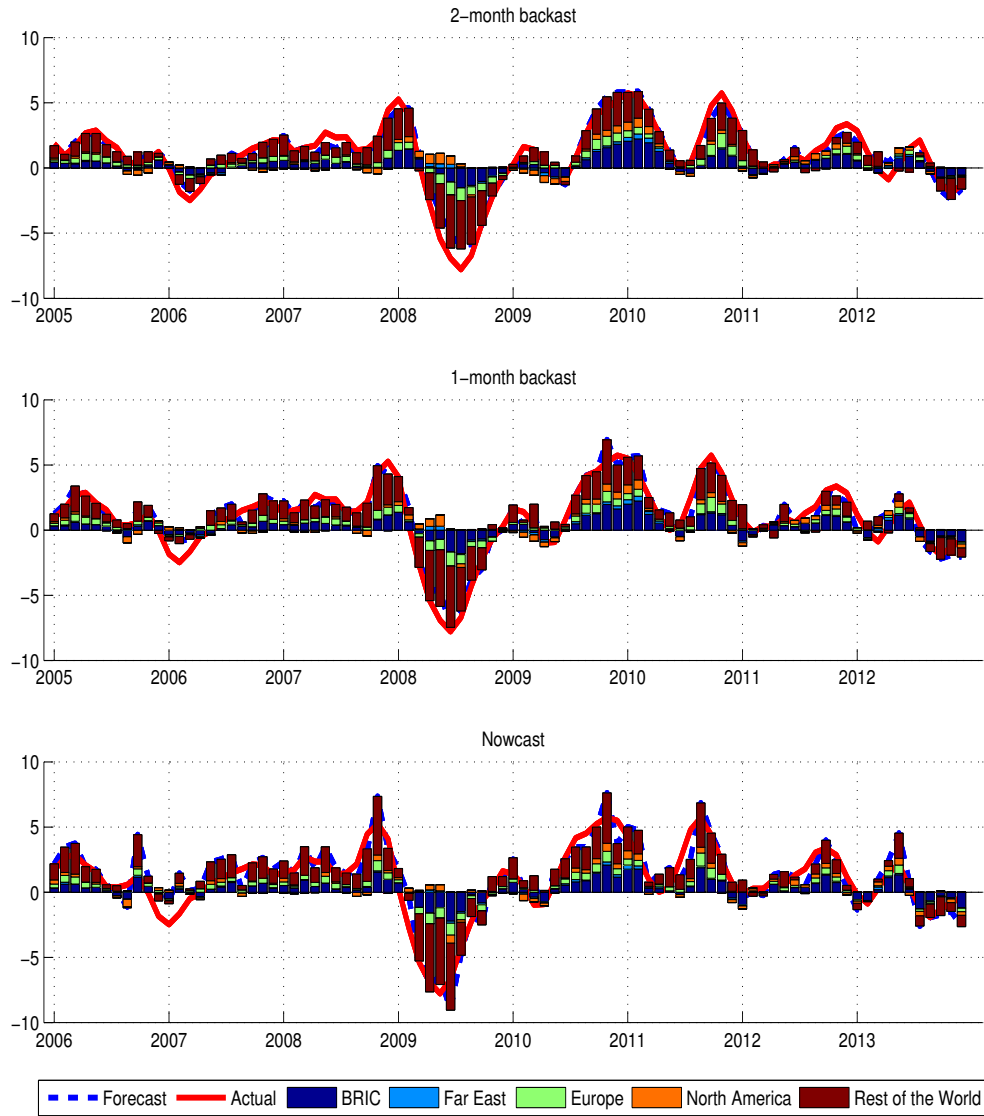 2−month backast
10
5
0
−5
−10
2005 2006 2007 2008 2009 2010 2011 2012
1−month backast
10
5
0
−5
−10
2005 2006 2007 2008 2009 2010 2011 2012
Nowcast
10
5
0
−5
−10
2006 2007 2008 2009 2010 2011 2012 2013
Forecast Actual BRIC Far East Europe North America Rest of the World